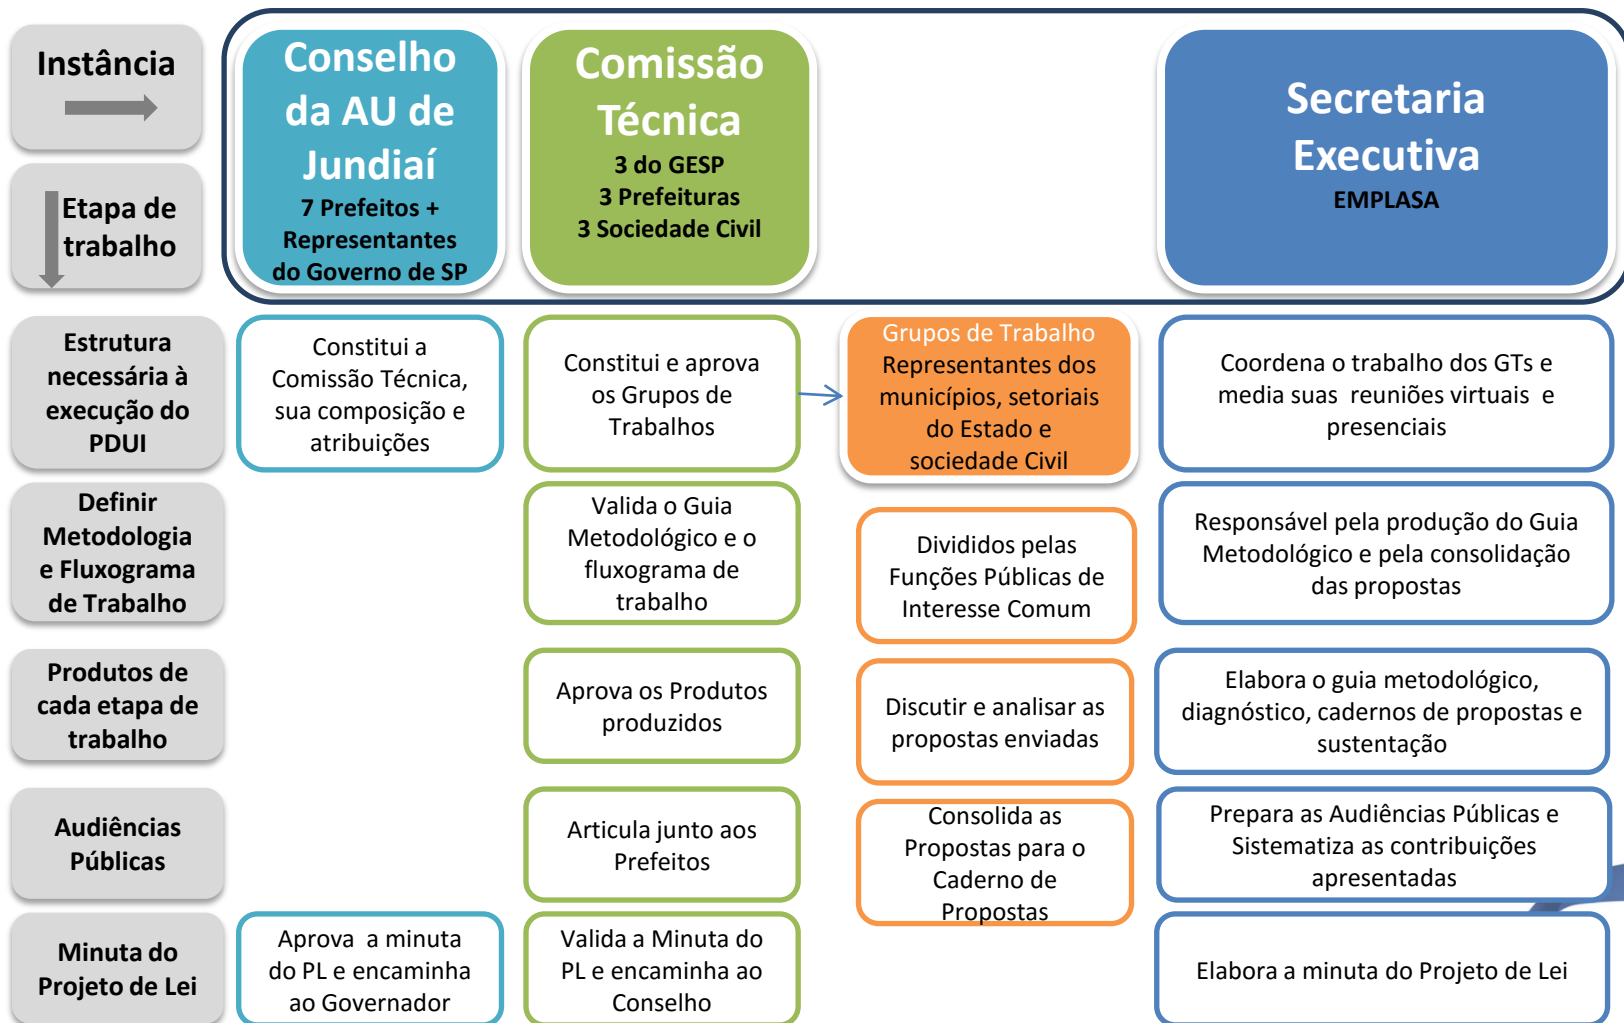 Instância
Etapa de
trabalho
Conselho
da AU de
Jundiaí
7 Prefeitos +
Representantes
do Governo de SP
Comissão
Técnica
3 do GESP
3 Prefeituras
3 Sociedade Civil
Secretaria
Executiva
EMPLASA
Estrutura
necessária à
execução do
PDUI
Constitui a
Comissão Técnica,
sua composição e
atribuições
Constitui e aprova
os Grupos de
Trabalhos
Grupos de Trabalho
Representantes dos
municípios, setoriais
do Estado e
sociedade Civil
Coordena o trabalho dos GTs e
media suas  reuniões virtuais  e
presenciais
Definir
Metodologia
e Fluxograma
de Trabalho
Valida o Guia
Metodológico e o
fluxograma de
trabalho
Divididos pelas
Funções Públicas de
Interesse Comum
Responsável pela produção do Guia
Metodológico e pela consolidação
das propostas
Produtos de
cada etapa de
trabalho
Aprova os Produtos
produzidos
Discutir e analisar as
propostas enviadas
Elabora o guia metodológico,
diagnóstico, cadernos de propostas e
sustentação
Audiências
Públicas
Articula junto aos
Prefeitos
Consolida as
Propostas para o
Caderno de
Propostas
Prepara as Audiências Públicas e
Sistematiza as contribuições
apresentadas
Minuta do
Projeto de Lei
Aprova  a minuta
do PL e encaminha
ao Governador
Valida a Minuta do
PL e encaminha ao
Conselho
Elabora a minuta do Projeto de Lei